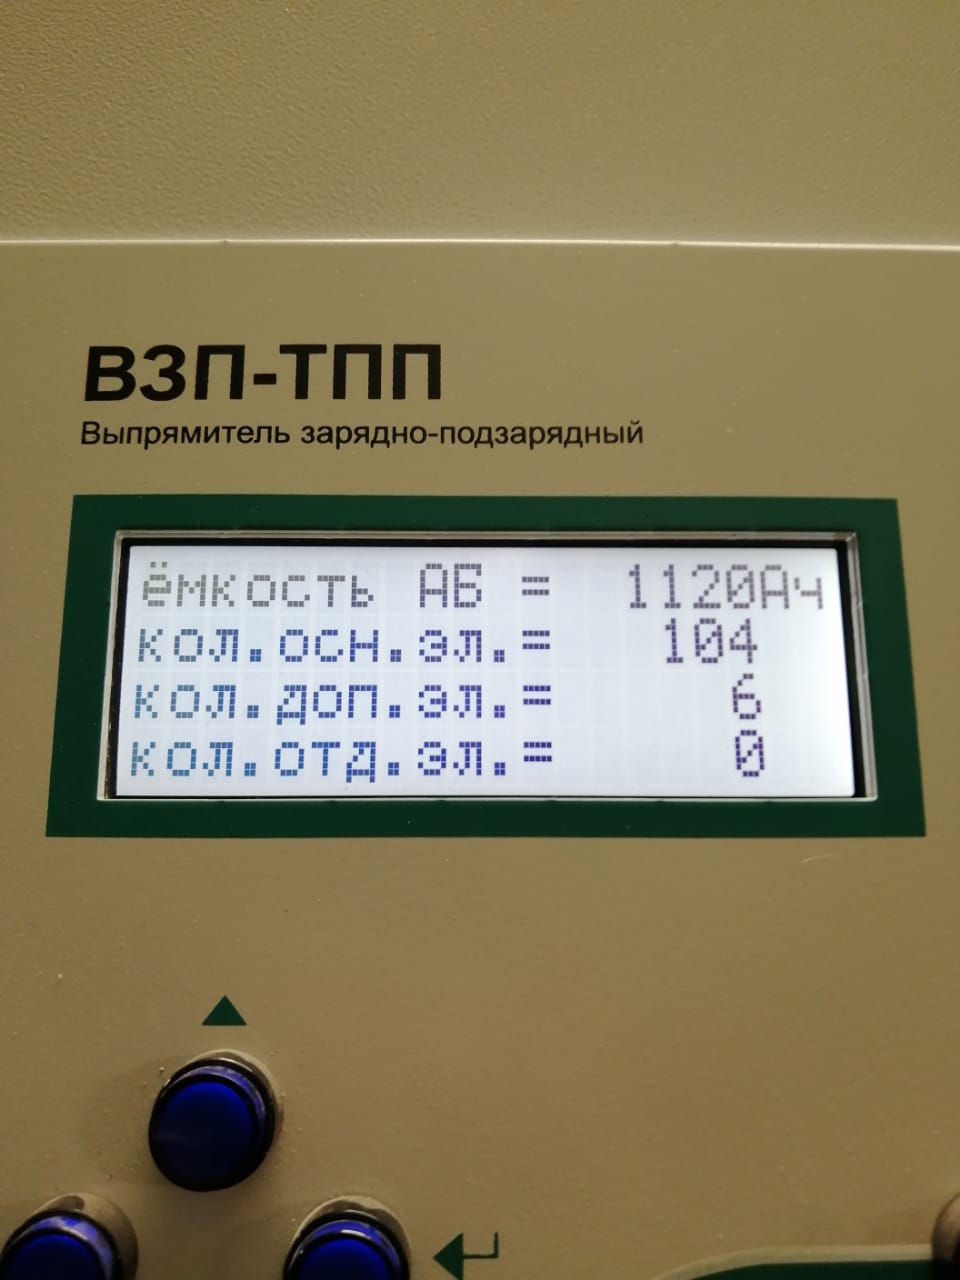 ВЗП-ТПП
Выпрямитель зарядно-подзарядный
ёмкость АБ = 1120Ач
кол.осн.эл.= 104
кол.доп.эл.= 6
кол.отд.эл.= 0